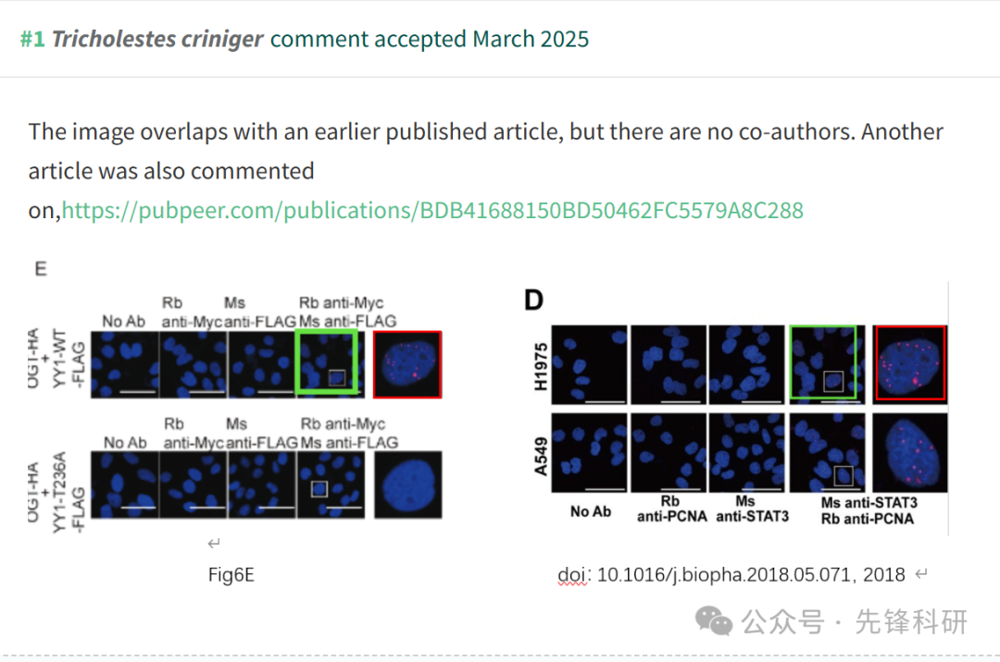 #1 Tricholestes criniger comment accepted March 2025
The image overlaps with an earlier published article, but there are no co-authors. Another
article was also commented
on,https://pubpeer.com/publications/BDB41688150BD50462FC5579A8C288
E
Rb Ms Rb anti-Myc
No Ab anti-Myc anti-FLAG Ms anti-FLAG
OGT-HA
+
YY1-WT
-FLAG
Rb Ms Rb anti-Myc
No Ab anti-Myc anti-FLAG Ms anti-FLAG
OGT-HA
+
YY1-T236A
-FLAG
Fig6E
D
H1975
A549
No Ab Rb Ms Ms anti-STAT3
anti-PCNA anti-STAT3 Rb anti-PCNA
doi: 10.1016/j.biopha.2018.05.071, 2018
公众号 · 先锋科研